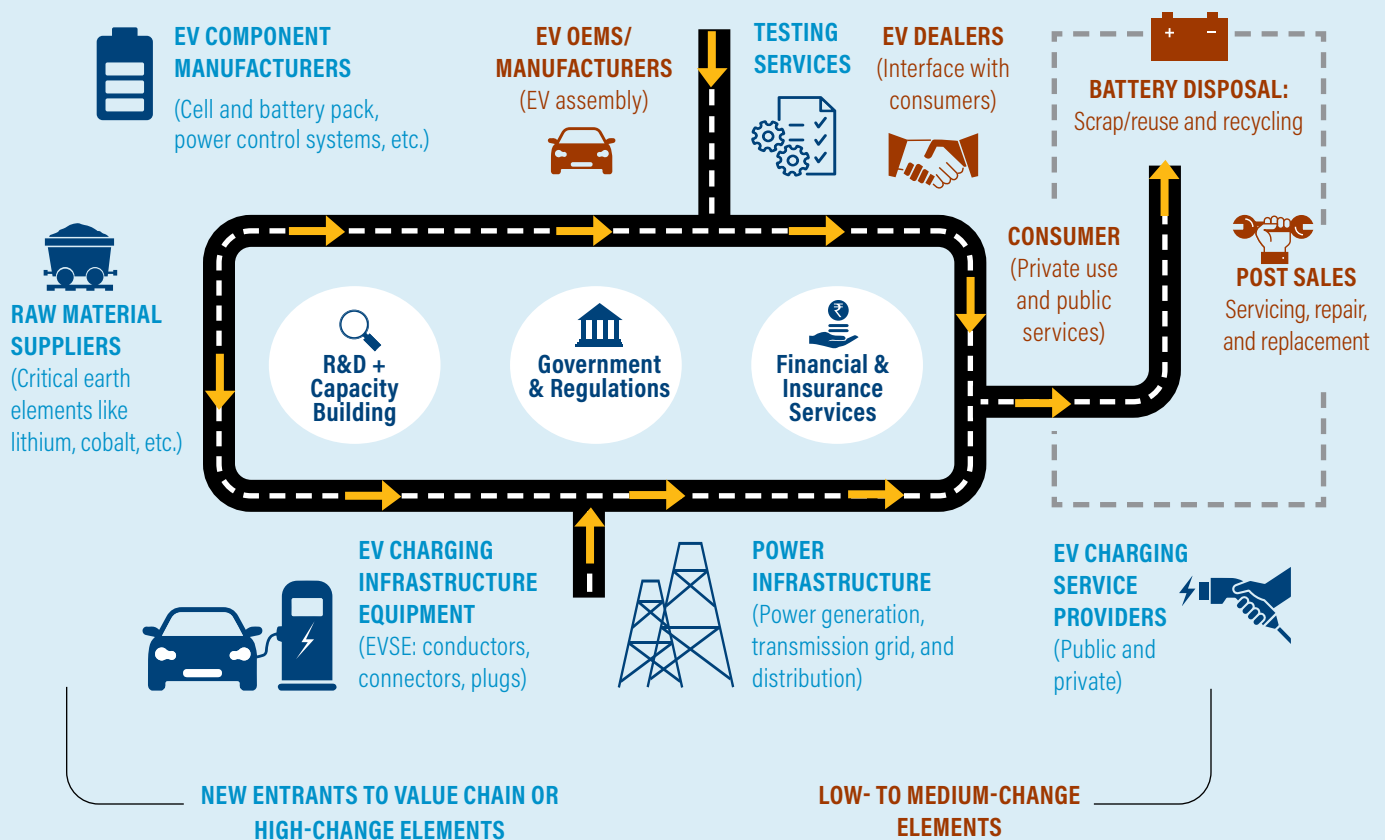 EV COMPONENT
MANUFACTURERS
(Cell and battery pack,
power control systems, etc.)
EV OEMS/
MANUFACTURERS
(EV assembly)
TESTING
SERVICES
EV DEALERS
(Interface with
consumers)
+ −
BATTERY DISPOSAL:
Scrap/reuse and recycling
RAW MATERIAL
SUPPLIERS
(Critical earth
elements like
lithium, cobalt, etc.)
R&D +
Capacity
Building
Government
& Regulations
₹
Financial &
Insurance
Services
CONSUMER
(Private use
and public
services)
POST SALES
Servicing, repair,
and replacement
EV CHARGING
INFRASTRUCTURE
EQUIPMENT
(EVSE: conductors,
connectors, plugs)
POWER
INFRASTRUCTURE
(Power generation,
transmission grid, and
distribution)
EV CHARGING
SERVICE
PROVIDERS
(Public and
private)
NEW ENTRANTS TO VALUE CHAIN OR
HIGH-CHANGE ELEMENTS
LOW- TO MEDIUM-CHANGE
ELEMENTS